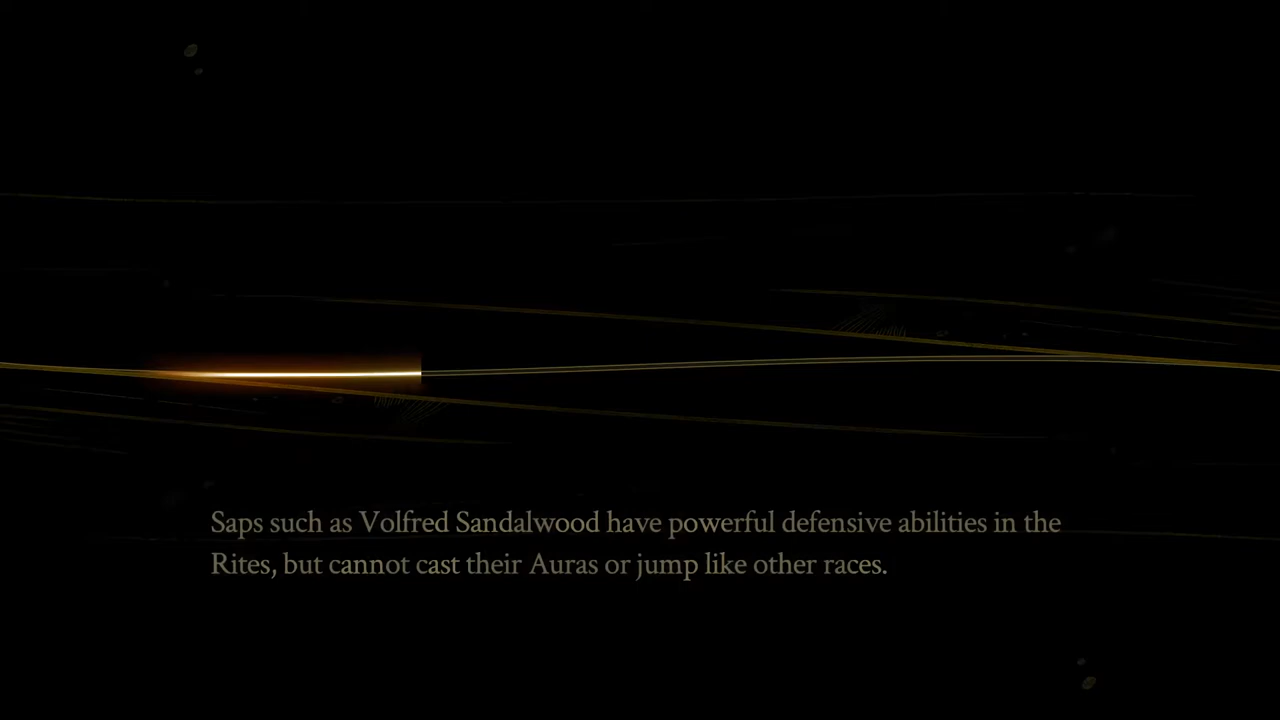 Saps such as Volfred Sandalwood have powerful defensive abilities in the
Rites, but cannot cast their Auras or jump like other races.